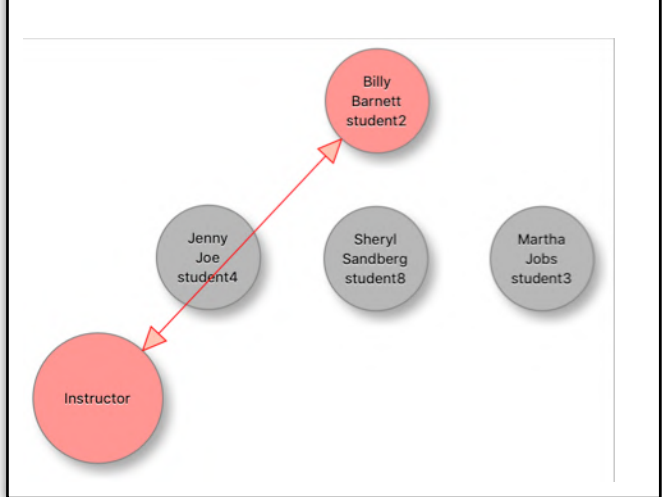 Billy
Barnett
student2
Jenny
Joe
student4
Sheryl
Sandberg
student8
Martha
Jobs
student3
Instructor